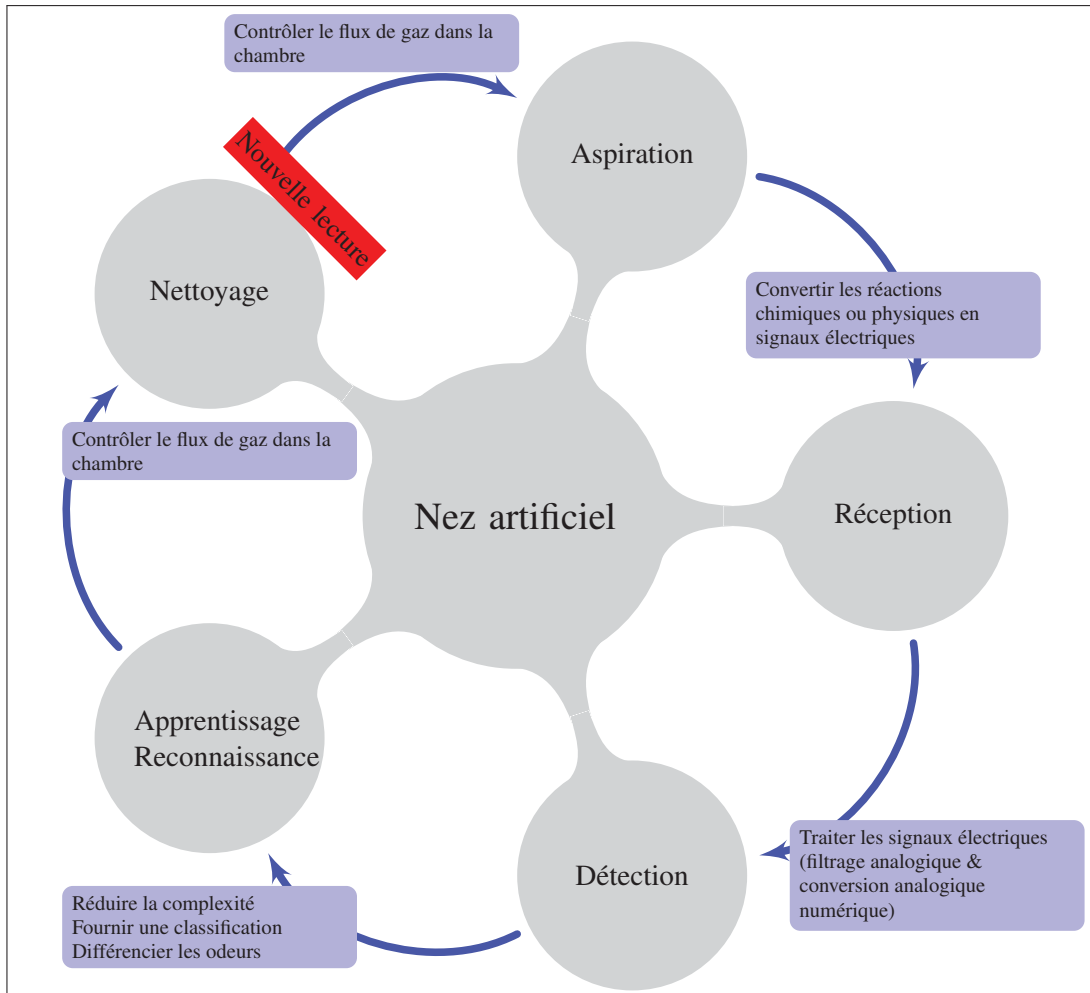 Contrôler le flux de gaz dans la
chambre
Nouvelle lecture
Aspiration
Nettoyage
Convertir les réactions
chimiques ou physiques en
signaux électriques
Contrôler le flux de gaz dans la
chambre
Nez artificiel
Réception
Apprentissage
Reconnaissance
Détection
Traiter les signaux électriques
(filtrage analogique &
conversion analogique
numérique)
Réduire la complexité
Fournir une classification
Différencier les odeurs